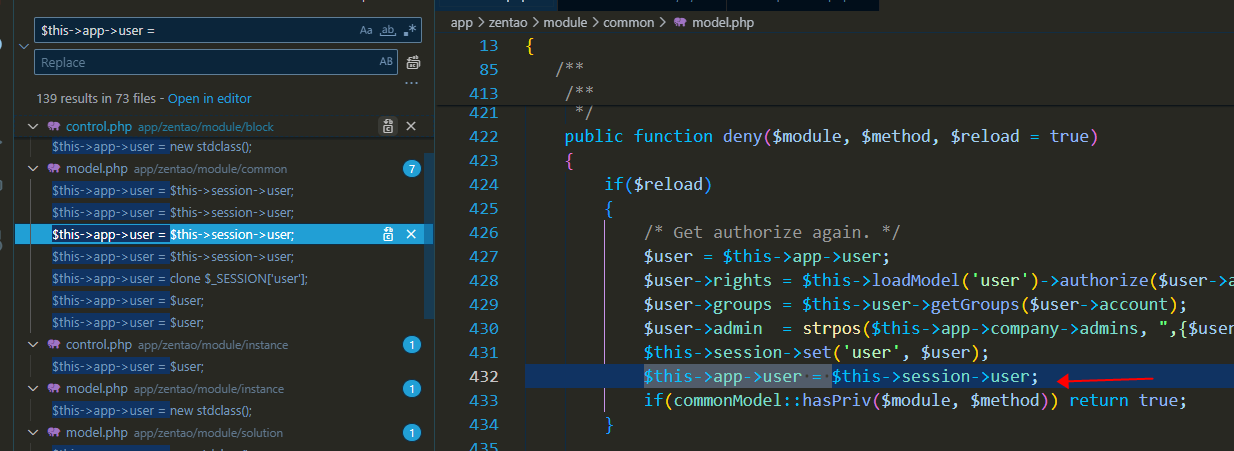 $this->app->user =
Aa ab .*
Replace
AB
139 results in 73 files - Open in editor
control.php app/zentao/module/block
$this->app->user = new stdclass();
model.php app/zentao/module/common
7
$this->app->user = $this->session->user;
$this->app->user = $this->session->user;
$this->app->user = $this->session->user;
$this->app->user = $this->session->user;
$this->app->user = clone $_SESSION['user'];
$this->app->user = $user;
$this->app->user = $user;
control.php app/zentao/module/instance
1
$this->app->user = $user;
model.php app/zentao/module/instance
1
$this->app->user = new stdclass();
model.php app/zentao/module/solution
1
app > zentao > module > common > model.php
13 {
85 /**
413 /**
421 */
422 public function deny($module, $method, $reload = true)
423 {
424 if($reload)
425 {
426 /* Get authorize again. */
427 $user = $this->app->user;
428 $user->rights = $this->loadModel('user')->authorize($user->a
429 $user->groups = $this->user->getGroups($user->account);
430 $user->admin = strpos($this->app->company->admins, ",{$user
431 $this->session->set('user', $user);
432 $this->app->user = $this->session->user;
433 if(commonModel::hasPriv($module, $method)) return true;
434 }
435